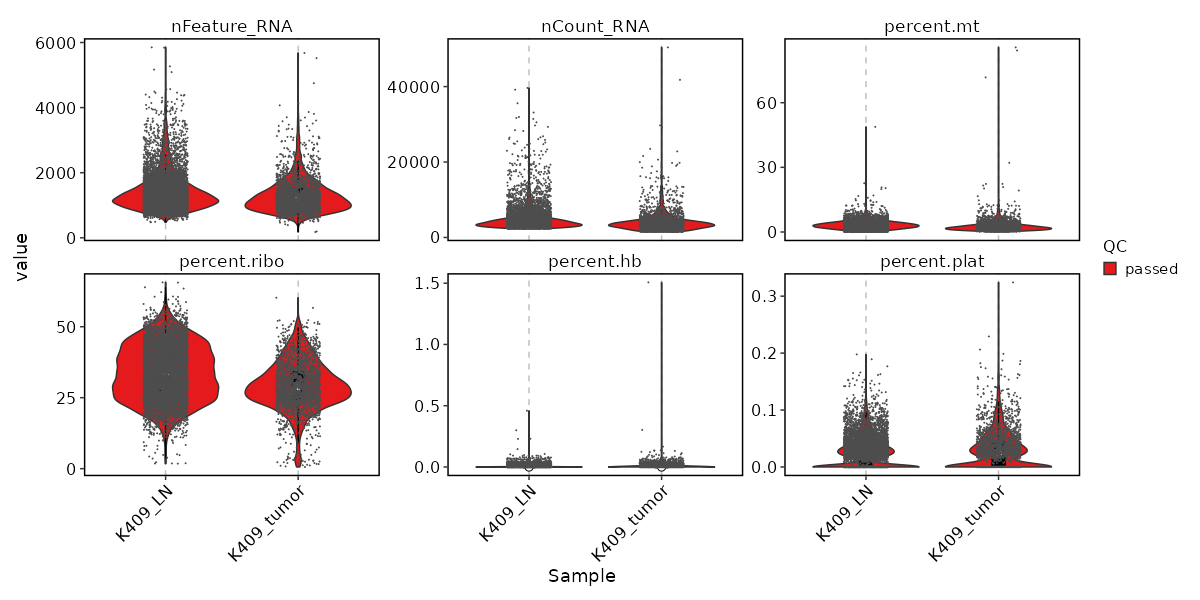 nFeature_RNA
nCount_RNA
percent.mt
6000
4000
2000
0
40000
20000
0
60
30
0
value
percent.ribo
percent.hb
percent.plat
50
25
0
1.5
1.0
0.5
0.0
0.3
0.2
0.1
0.0
QC
passed
K409_LN
K409_tumor
K409_LN
K409_tumor
K409_LN
K409_tumor
Sample